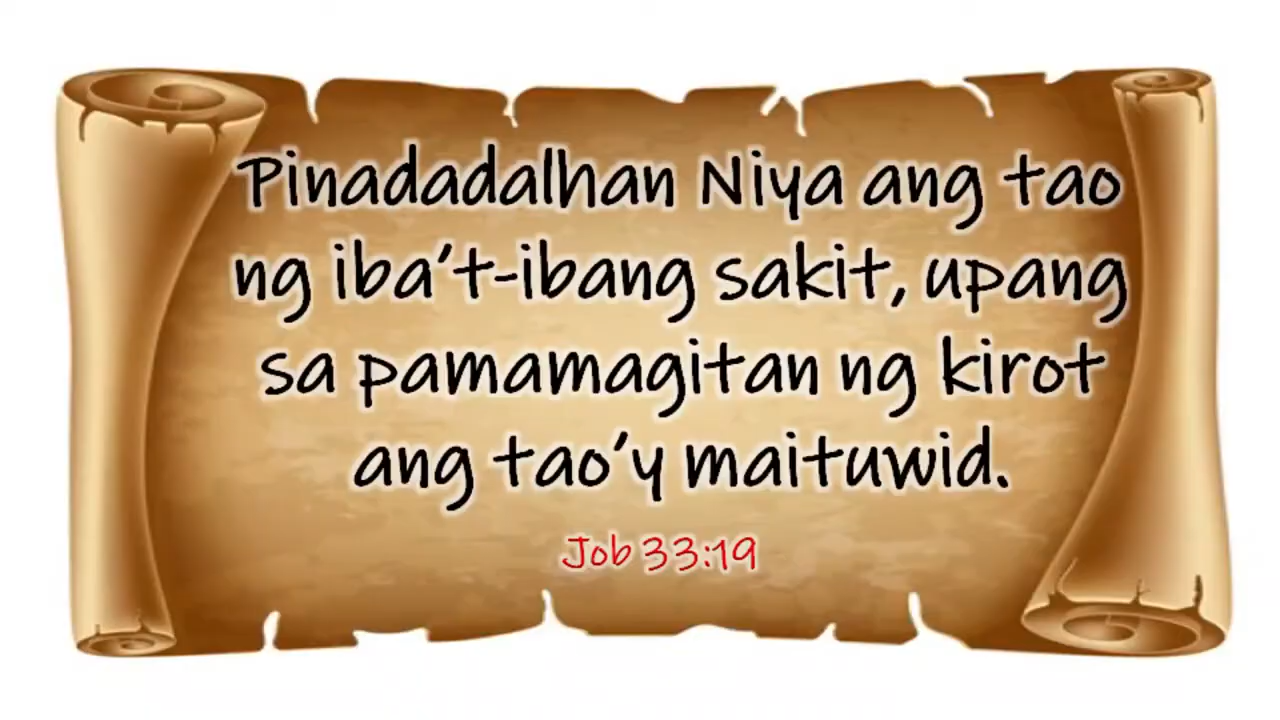 Pinadadalhan Niya ang tao
ng iba't-ibang sakit, upang
sa pamamagitan ng kirot
ang tao'y maituwid.
Job 33:19